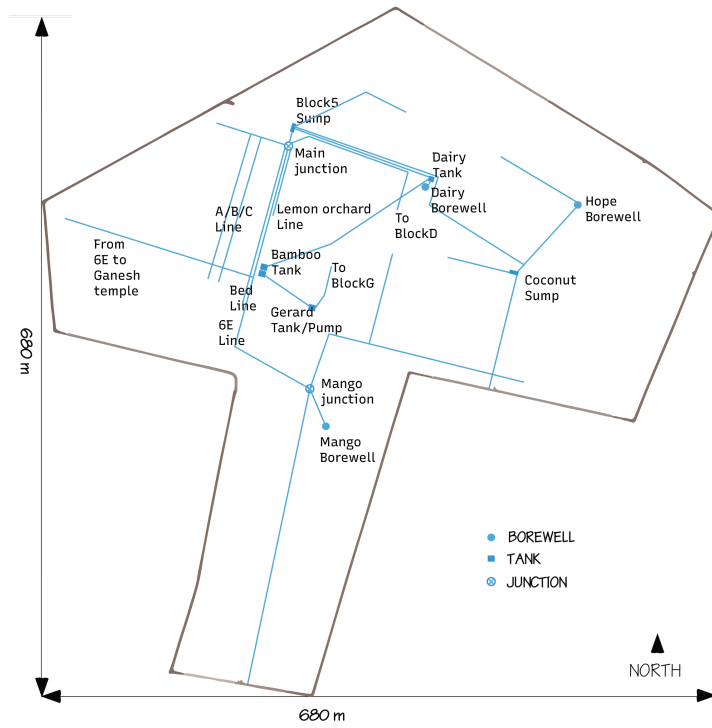 Block5
Sump
Main
junction
Dairy
Tank
Dairy
Borewell
Hope
Borewell
A/B/C
Line
Lemon orchard
Line
To
BlockD
From
6E to
Ganesh
temple
Bamboo
Tank
To
BlockG
Coconut
Sump
Bed
Line
Gerard
Tank/Pump
6E
Line
680 m
Mango
junction
Mango
Borewell
BOREWELL
TANK
JUNCTION
NORTH
680 m